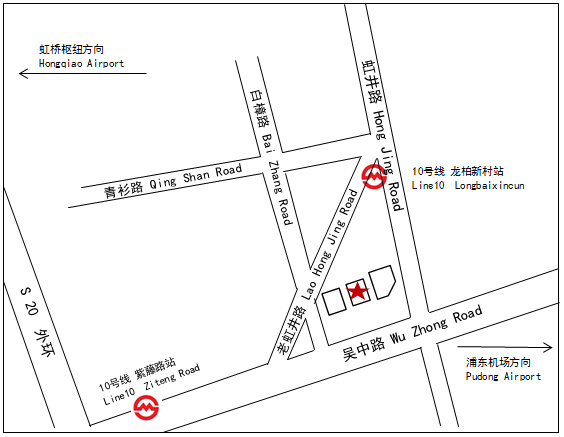 虹桥枢纽方向
Hongqiao Airport
虹井路 Hong Jing Road
白樟路 Bai Zhang Road
10号线 龙柏新村站
Line10 Longbaixincun
青杉路 Qing Shan Road
老虹井路 Lao Hong Jing Road
S 20 外环
吴中路 Wu Zhong Road
10号线 紫藤路站
Line10 Ziteng Road
浦东机场方向
Pudong Airport